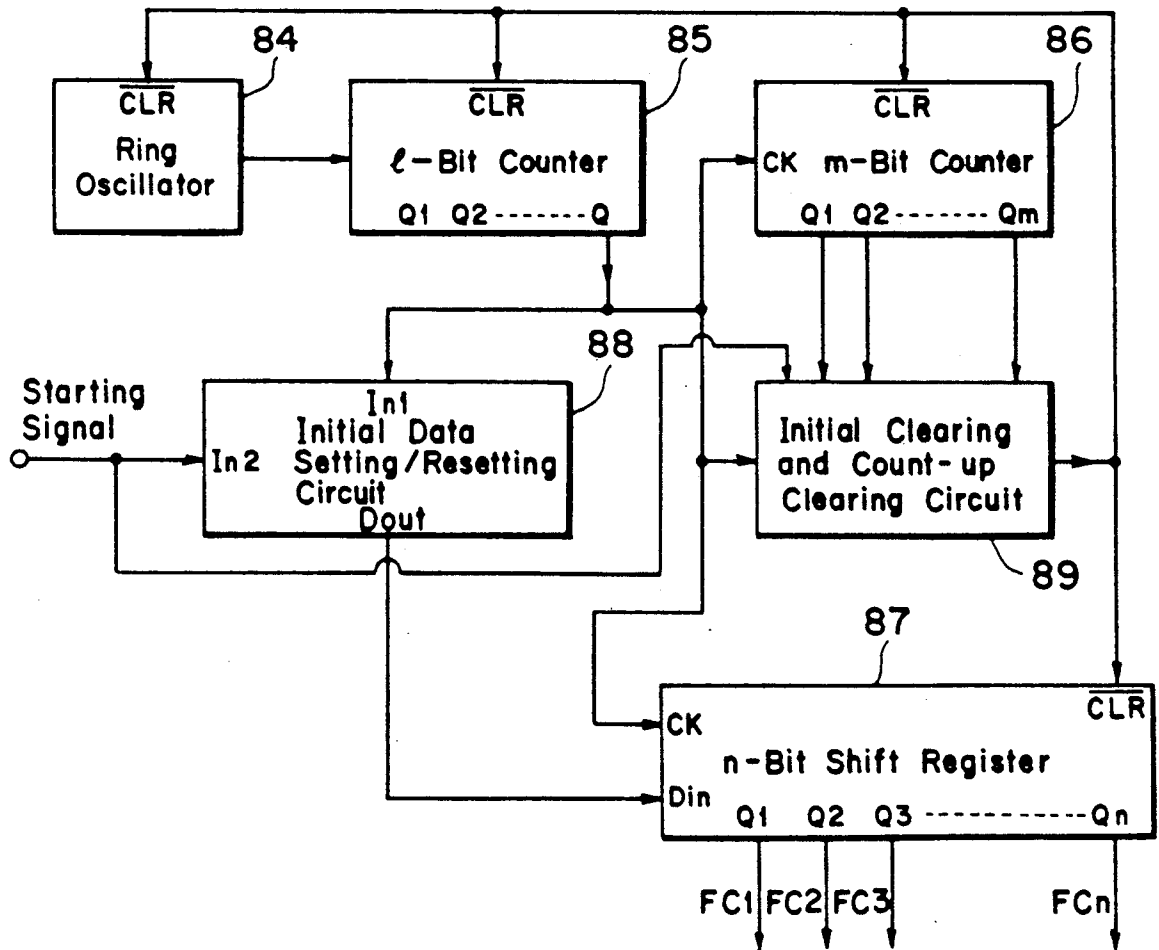 84
85
86
CLR
Ring
Oscillator
CLR
ℓ-Bit Counter
Q1 Q2 ------- Q
CLR
CK m-Bit Counter
Q1 Q2 ------- Qm
88
Starting
Signal
In1
In2
Initial Data
Setting/Resetting
Circuit
Dout
Initial Clearing
and Count-up
Clearing Circuit
89
87
CLR
CK
n-Bit Shift Register
Din
Q1 Q2 Q3 ------------ Qn
FC1 FC2 FC3 FCn